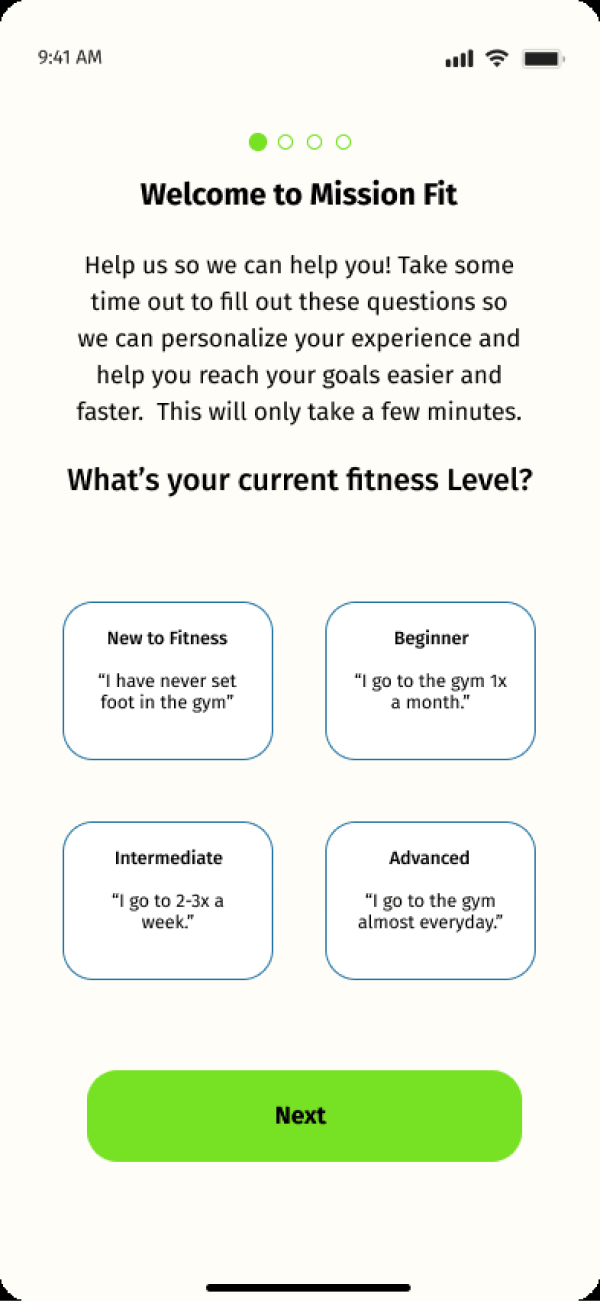 9:41 AM
Welcome to Mission Fit
Help us so we can help you! Take some
time out to fill out these questions so
we can personalize your experience and
help you reach your goals easier and
faster.  This will only take a few minutes.
What’s your current fitness Level?
New to Fitness
“I have never set
foot in the gym”
Beginner
“I go to the gym 1x
a month.”
Intermediate
“I go to 2-3x a
week.”
Advanced
“I go to the gym
almost everyday.”
Next